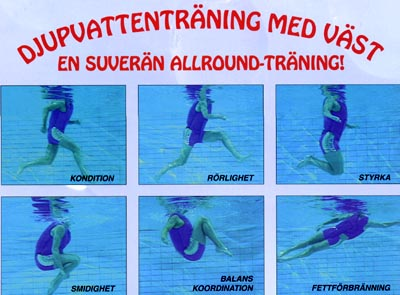 DJUPVATTENTRÄNING MED VÄST
EN SUVERÄN ALLROUND-TRÄNING!
KONDITION
RÖRLIGHET
STYRKA
SMIDIGHET
BALANS
KOORDINATION
FETTFÖRBRÄNNING